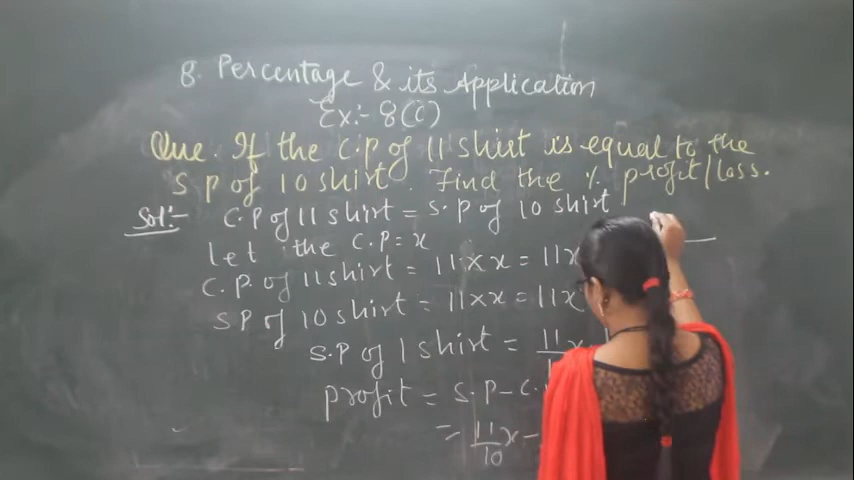 8. Percentage & its Application
Ex:- 8(C)
Que. If the C.P of 11 shirt is equal to the
S P of 10 shirt. Find the % profit/loss.
Sol:- C.P of 11 shirt = S.P of 10 shirt
Let the C.P = x
C.P. of 11 shirt = 11 × x = 11x
SP of 10 shirt = 11 × x = 11x
S.P of 1 shirt = 11
profit = S.P - C.
= 11/10 x -